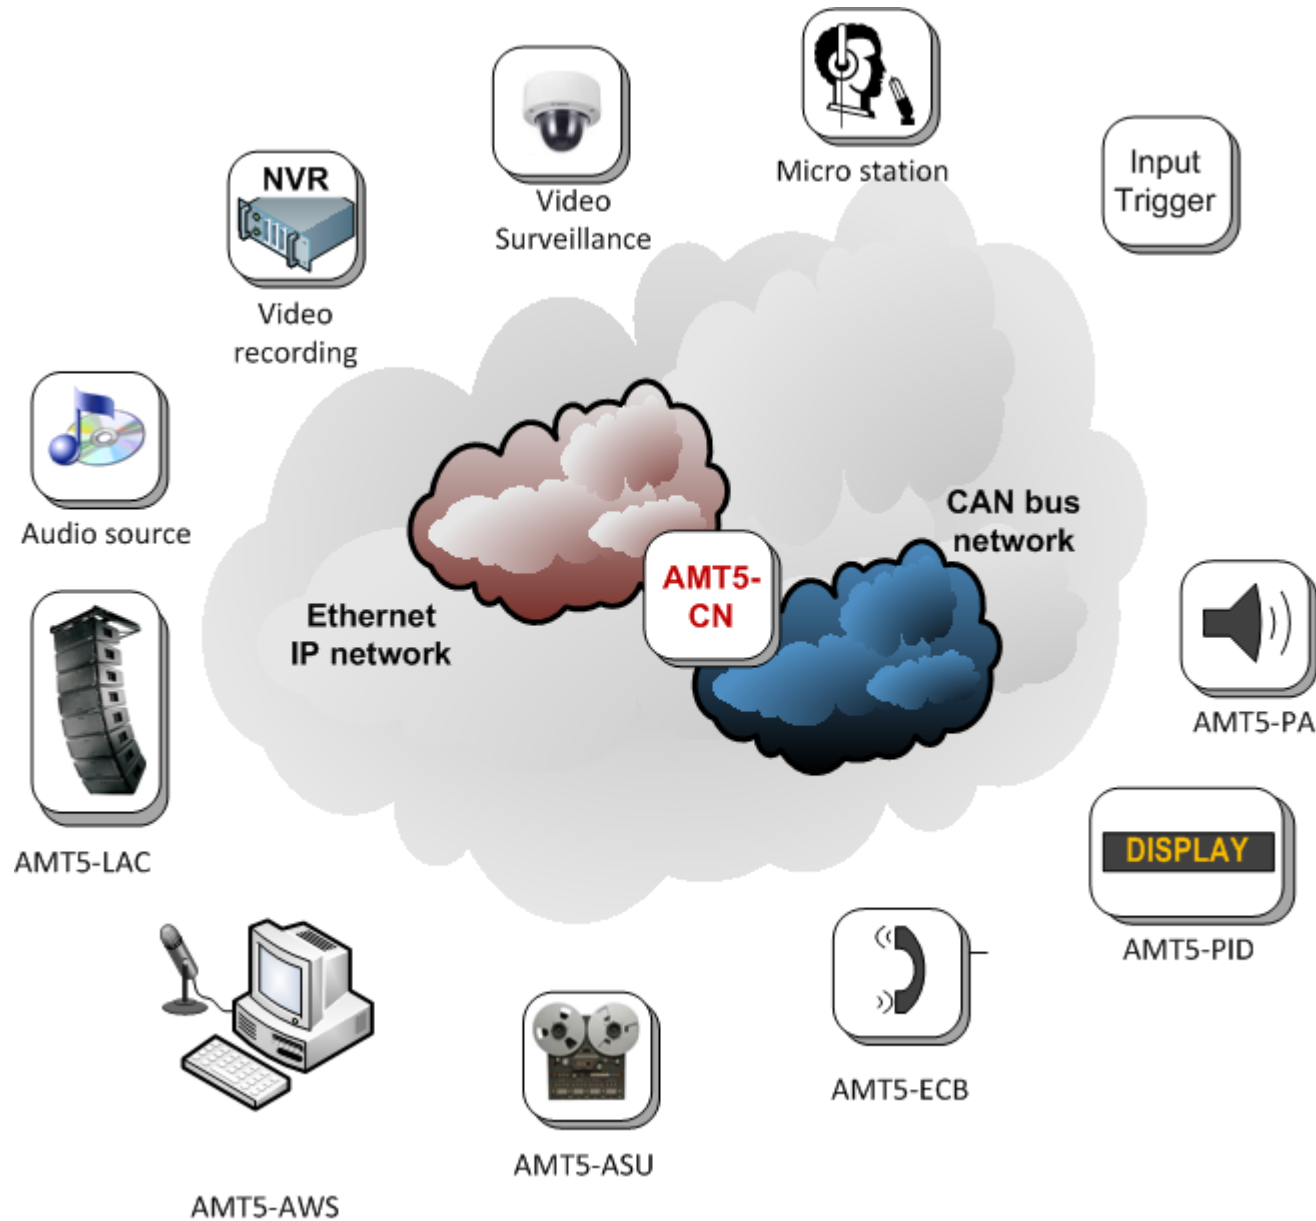 Micro station
Input
Trigger
NVR
Video
Surveillance
Video
recording
Audio source
CAN bus
network
AMT5-
CN
Ethernet
IP network
AMT5-PA
AMT5-LAC
DISPLAY
AMT5-PID
AMT5-ECB
AMT5-ASU
AMT5-AWS